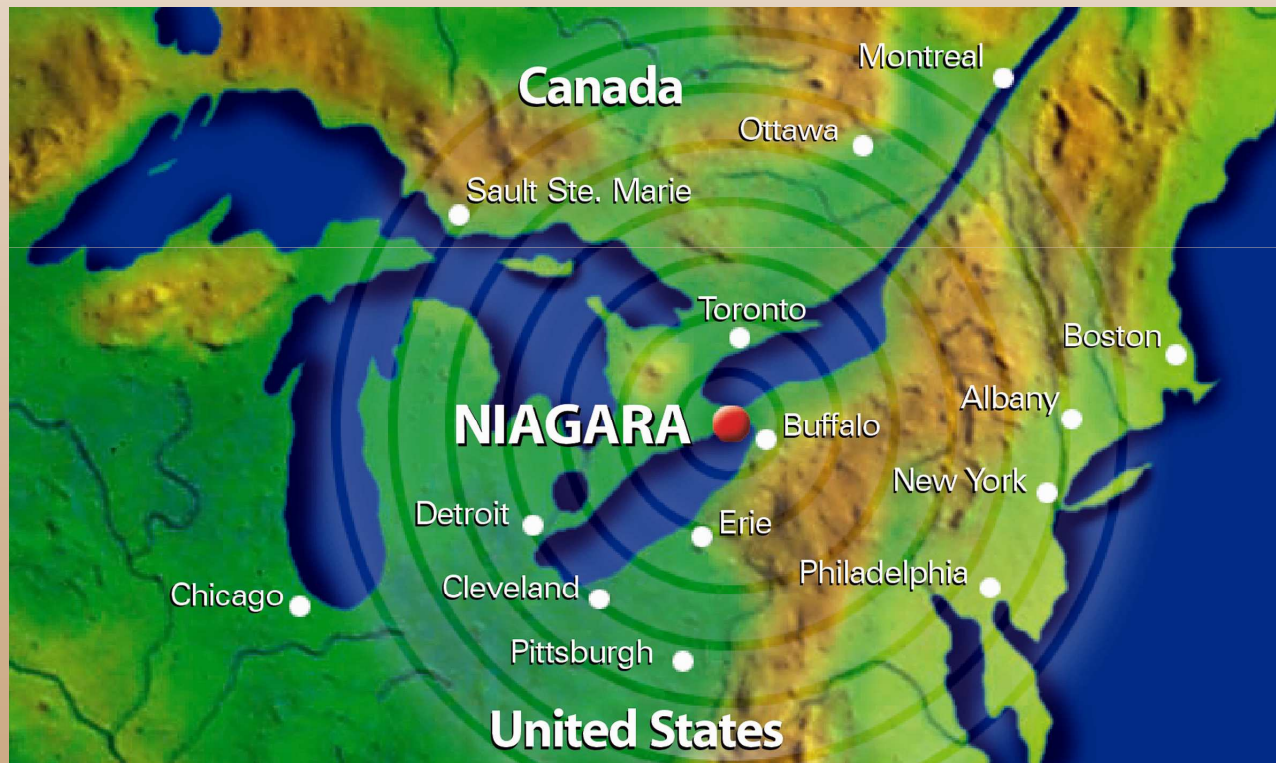 Montreal
Canada
Ottawa
Sault Ste. Marie
Toronto
Boston
Albany
NIAGARA
Buffalo
New York
Detroit
Erie
Philadelphia
Cleveland
Chicago
Pittsburgh
United States